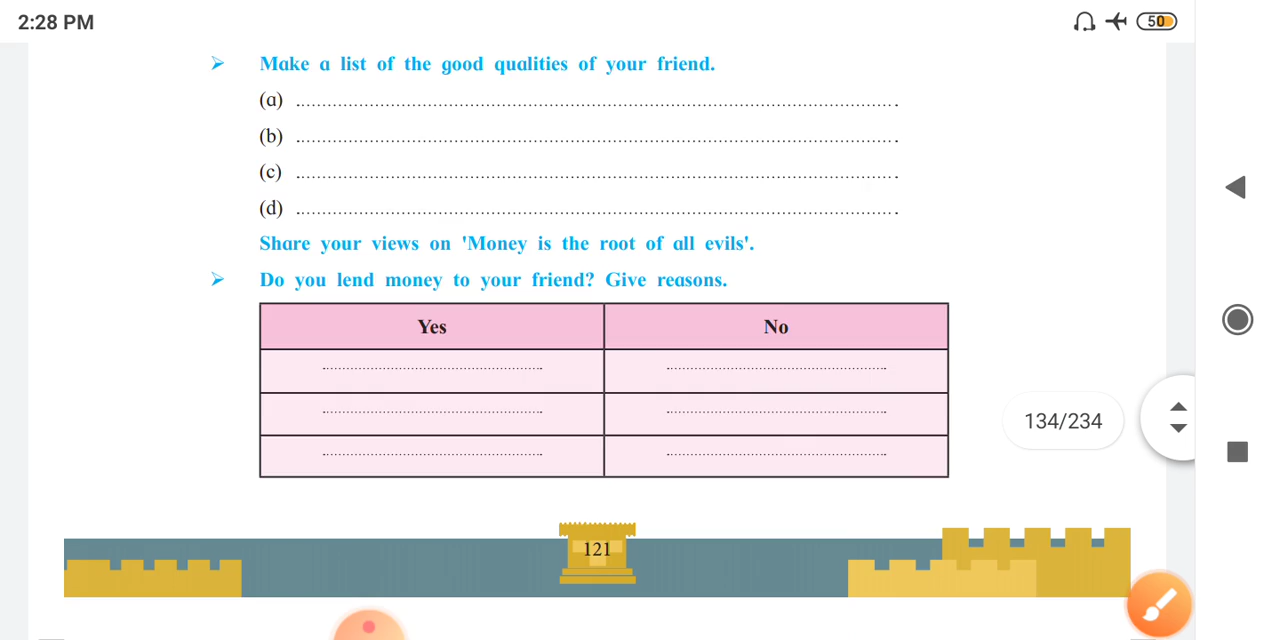 2:28 PM
50
➢ Make a list of the good qualities of your friend.
(a) ..........................................................................................
(b) ..........................................................................................
(c) ..........................................................................................
(d) ..........................................................................................
Share your views on 'Money is the root of all evils'.
➢ Do you lend money to your friend? Give reasons.
Yes No
134/234
121